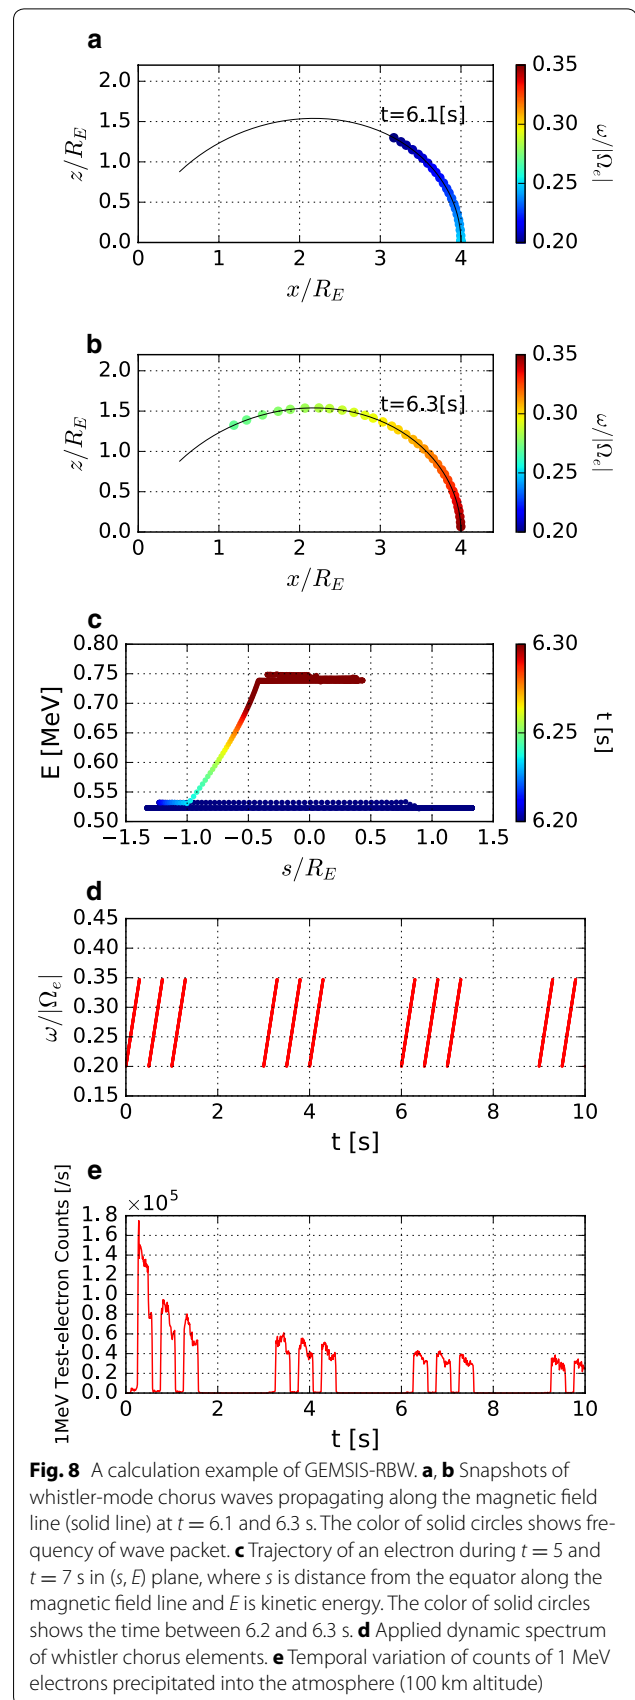 a
2.0
1.5
1.0
0.5
0.0
z/R_E
t=6.1[s]
0 1 2 3 4
x/R_E
0.35
0.30
0.25
0.20
ω/|Ω_e|
b
2.0
1.5
1.0
0.5
0.0
z/R_E
t=6.3[s]
0 1 2 3 4
x/R_E
0.35
0.30
0.25
0.20
ω/|Ω_e|
c
0.80
0.75
0.70
0.65
0.60
0.55
0.50
E [MeV]
−1.5 −1.0 −0.5 0.0 0.5 1.0 1.5
s/R_E
6.30
6.25
6.20
t [s]
d
0.45
0.40
0.35
0.30
0.25
0.20
0.15
ω/|Ω_e|
0 2 4 6 8 10
t [s]
e
×10^5
1.8
1.6
1.4
1.2
1.0
0.8
0.6
0.4
0.2
0.0
1MeV Test-electron Counts [/s]
0 2 4 6 8 10
t [s]
Fig. 8 A calculation example of GEMSIS-RBW. a, b Snapshots of
whistler-mode chorus waves propagating along the magnetic field
line (solid line) at t = 6.1 and 6.3 s. The color of solid circles shows fre-
quency of wave packet. c Trajectory of an electron during t = 5 and
t = 7 s in (s, E) plane, where s is distance from the equator along the
magnetic field line and E is kinetic energy. The color of solid circles
shows the time between 6.2 and 6.3 s. d Applied dynamic spectrum
of whistler chorus elements. e Temporal variation of counts of 1 MeV
electrons precipitated into the atmosphere (100 km altitude)